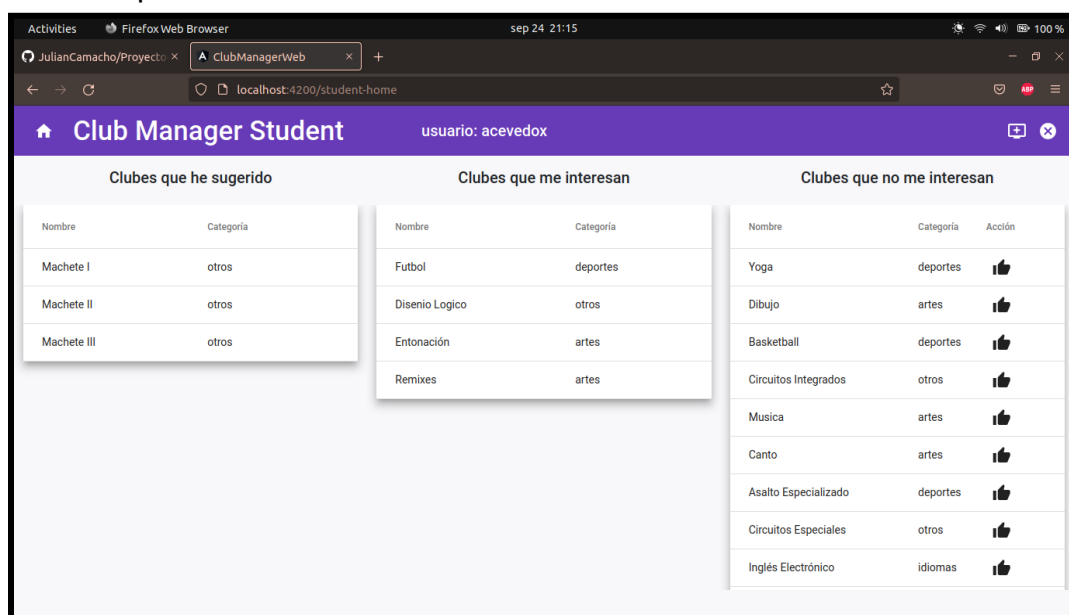 Activities Firefox Web Browser sep 24 21:15 100 %
JulianCamacho/Proyecto × ClubManagerWeb × +
localhost:4200/student-home ABP
Club Manager Student usuario: acevedox
Clubes que he sugerido
Nombre Categoría
Machete I otros
Machete II otros
Machete III otros
Clubes que me interesan
Nombre Categoría
Futbol deportes
Disenio Logico otros
Entonación artes
Remixes artes
Clubes que no me interesan
Nombre Categoría Acción
Yoga deportes
Dibujo artes
Basketball deportes
Circuitos Integrados otros
Musica artes
Canto artes
Asalto Especializado deportes
Circuitos Especiales otros
Inglés Electrónico idiomas